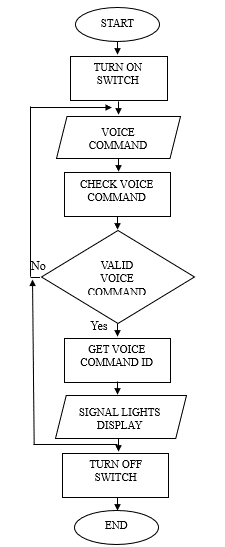 START
TURN ON
SWITCH
VOICE
COMMAND
CHECK VOICE
COMMAND
VALID
VOICE
COMMAND
No
Yes
GET VOICE
COMMAND ID
SIGNAL LIGHTS
DISPLAY
TURN OFF
SWITCH
END